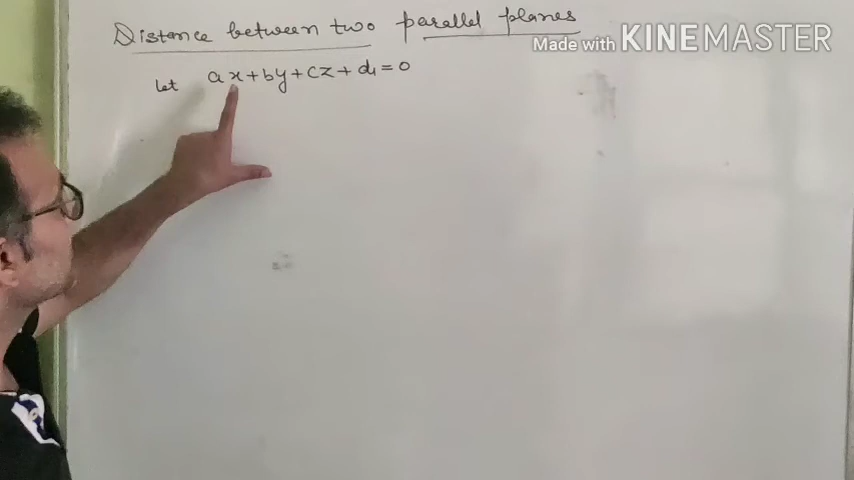 Distance between two parallel planes
Made with KINEMASTER
let ax + by + cz + d₁ = 0